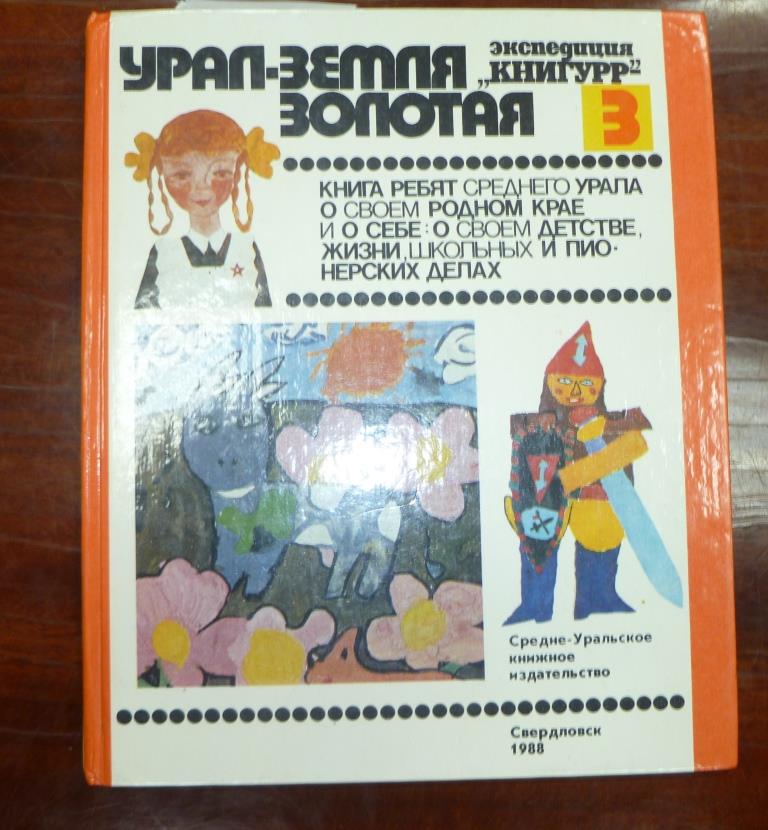 УРАЛ-ЗЕМЛЯ
ЗОЛОТАЯ
экспедиция
„КНИГУРР"
3
КНИГА РЕБЯТ СРЕДНЕГО УРАЛА
О СВОЕМ РОДНОМ КРАЕ
И О СЕБЕ: О СВОЕМ ДЕТСТВЕ,
ЖИЗНИ, ШКОЛЬНЫХ И ПИО-
НЕРСКИХ ДЕЛАХ
Средне-Уральское
книжное
издательство
Свердловск
1988